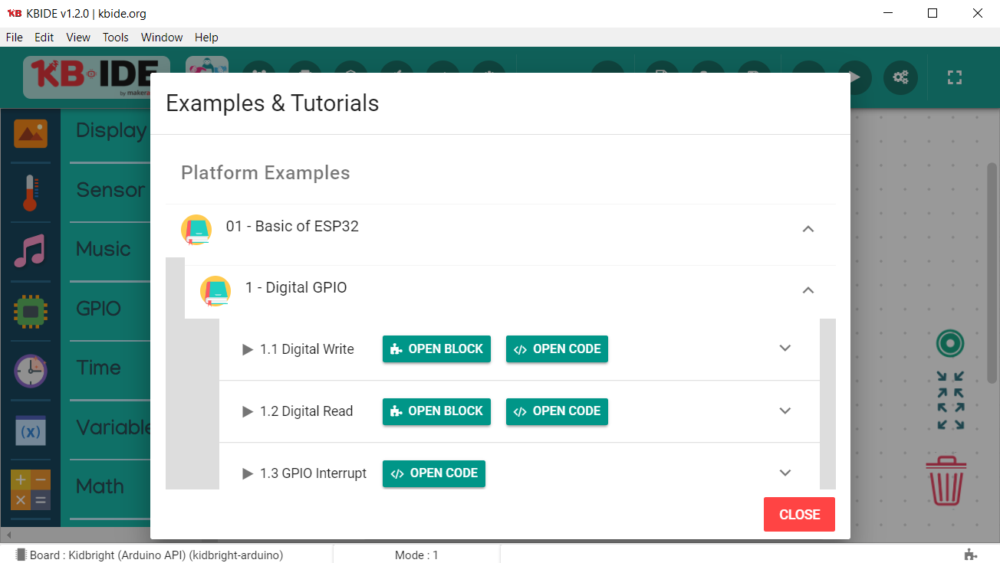 KB KBIDE v1.2.0 | kbide.org
File Edit View Tools Window Help
KB IDE
by makera
Examples & Tutorials
Platform Examples
01 - Basic of ESP32
1 - Digital GPIO
1.1 Digital Write OPEN BLOCK </> OPEN CODE
1.2 Digital Read OPEN BLOCK </> OPEN CODE
1.3 GPIO Interrupt </> OPEN CODE
CLOSE
Display
Sensor
Music
GPIO
Time
(x) Variable
Math
Board : Kidbright (Arduino API) (kidbright-arduino) Mode : 1